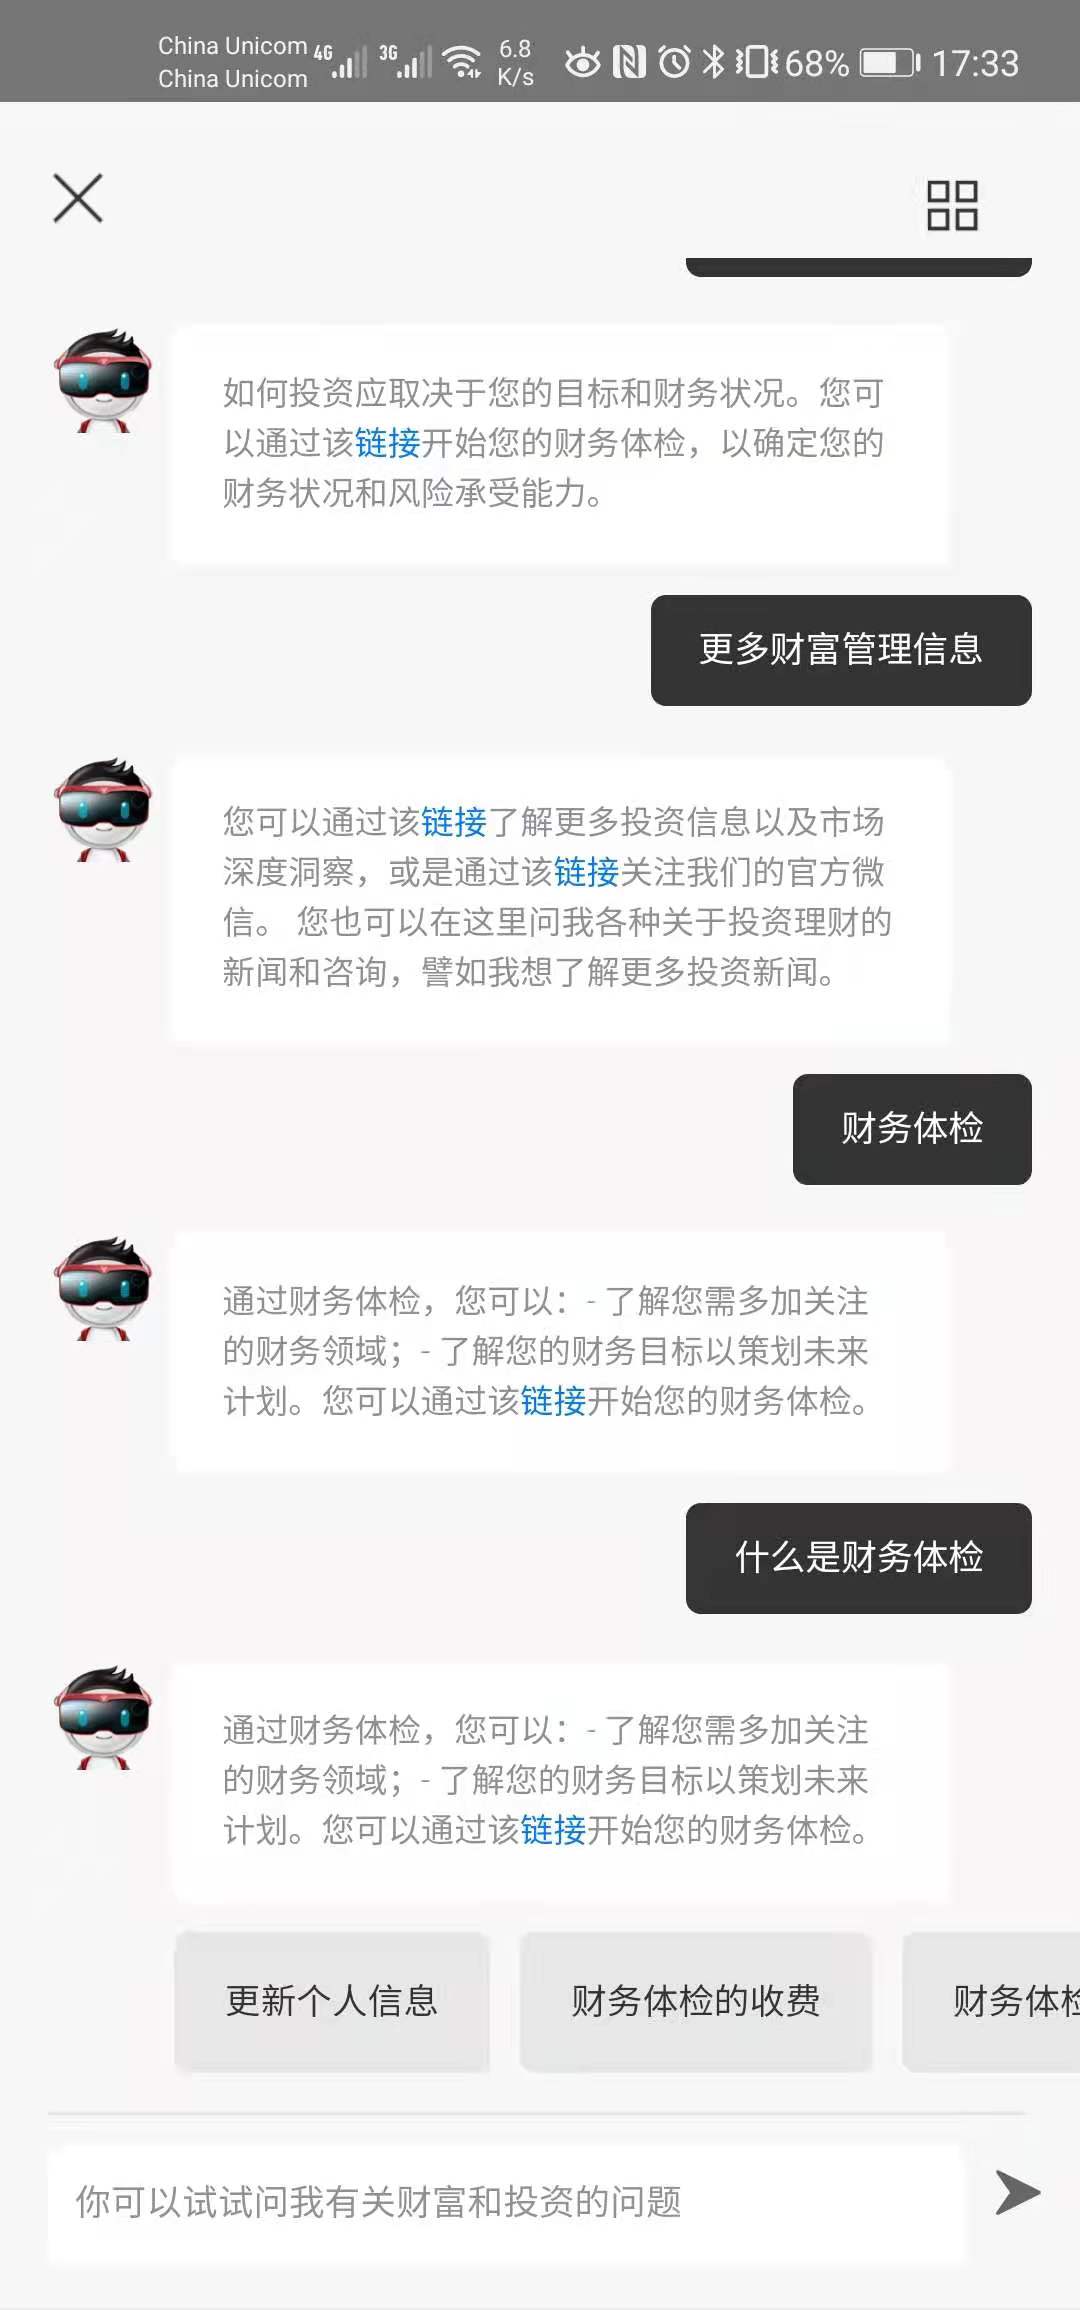 China Unicom 4G 3G 6.8 68% 17:33
China Unicom K/s
如何投资应取决于您的目标和财务状况。您可
以通过该链接开始您的财务体检，以确定您的
财务状况和风险承受能力。
更多财富管理信息
您可以通过该链接了解更多投资信息以及市场
深度洞察，或是通过该链接关注我们的官方微
信。 您也可以在这里问我各种关于投资理财的
新闻和咨询，譬如我想了解更多投资新闻。
财务体检
通过财务体检，您可以：- 了解您需多加关注
的财务领域；- 了解您的财务目标以策划未来
计划。您可以通过该链接开始您的财务体检。
什么是财务体检
通过财务体检，您可以：- 了解您需多加关注
的财务领域；- 了解您的财务目标以策划未来
计划。您可以通过该链接开始您的财务体检。
更新个人信息 财务体检的收费 财务体检
你可以试试问我有关财富和投资的问题